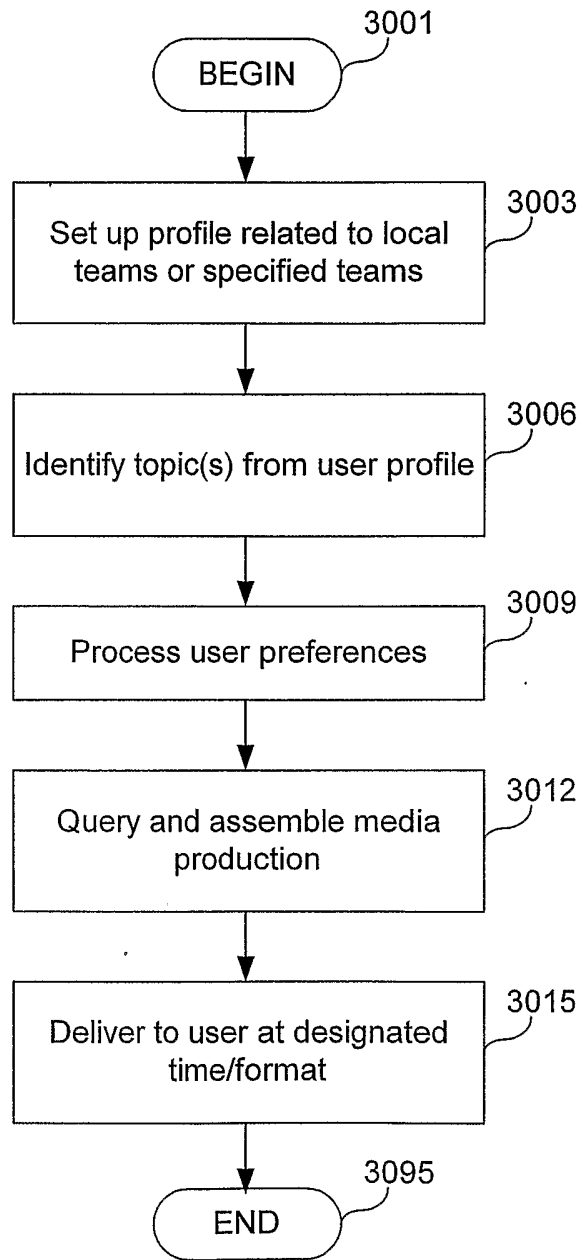 3001
BEGIN
3003
Set up profile related to local
teams or specified teams
3006
Identify topic(s) from user profile
3009
Process user preferences
3012
Query and assemble media
production
3015
Deliver to user at designated
time/format
3095
END